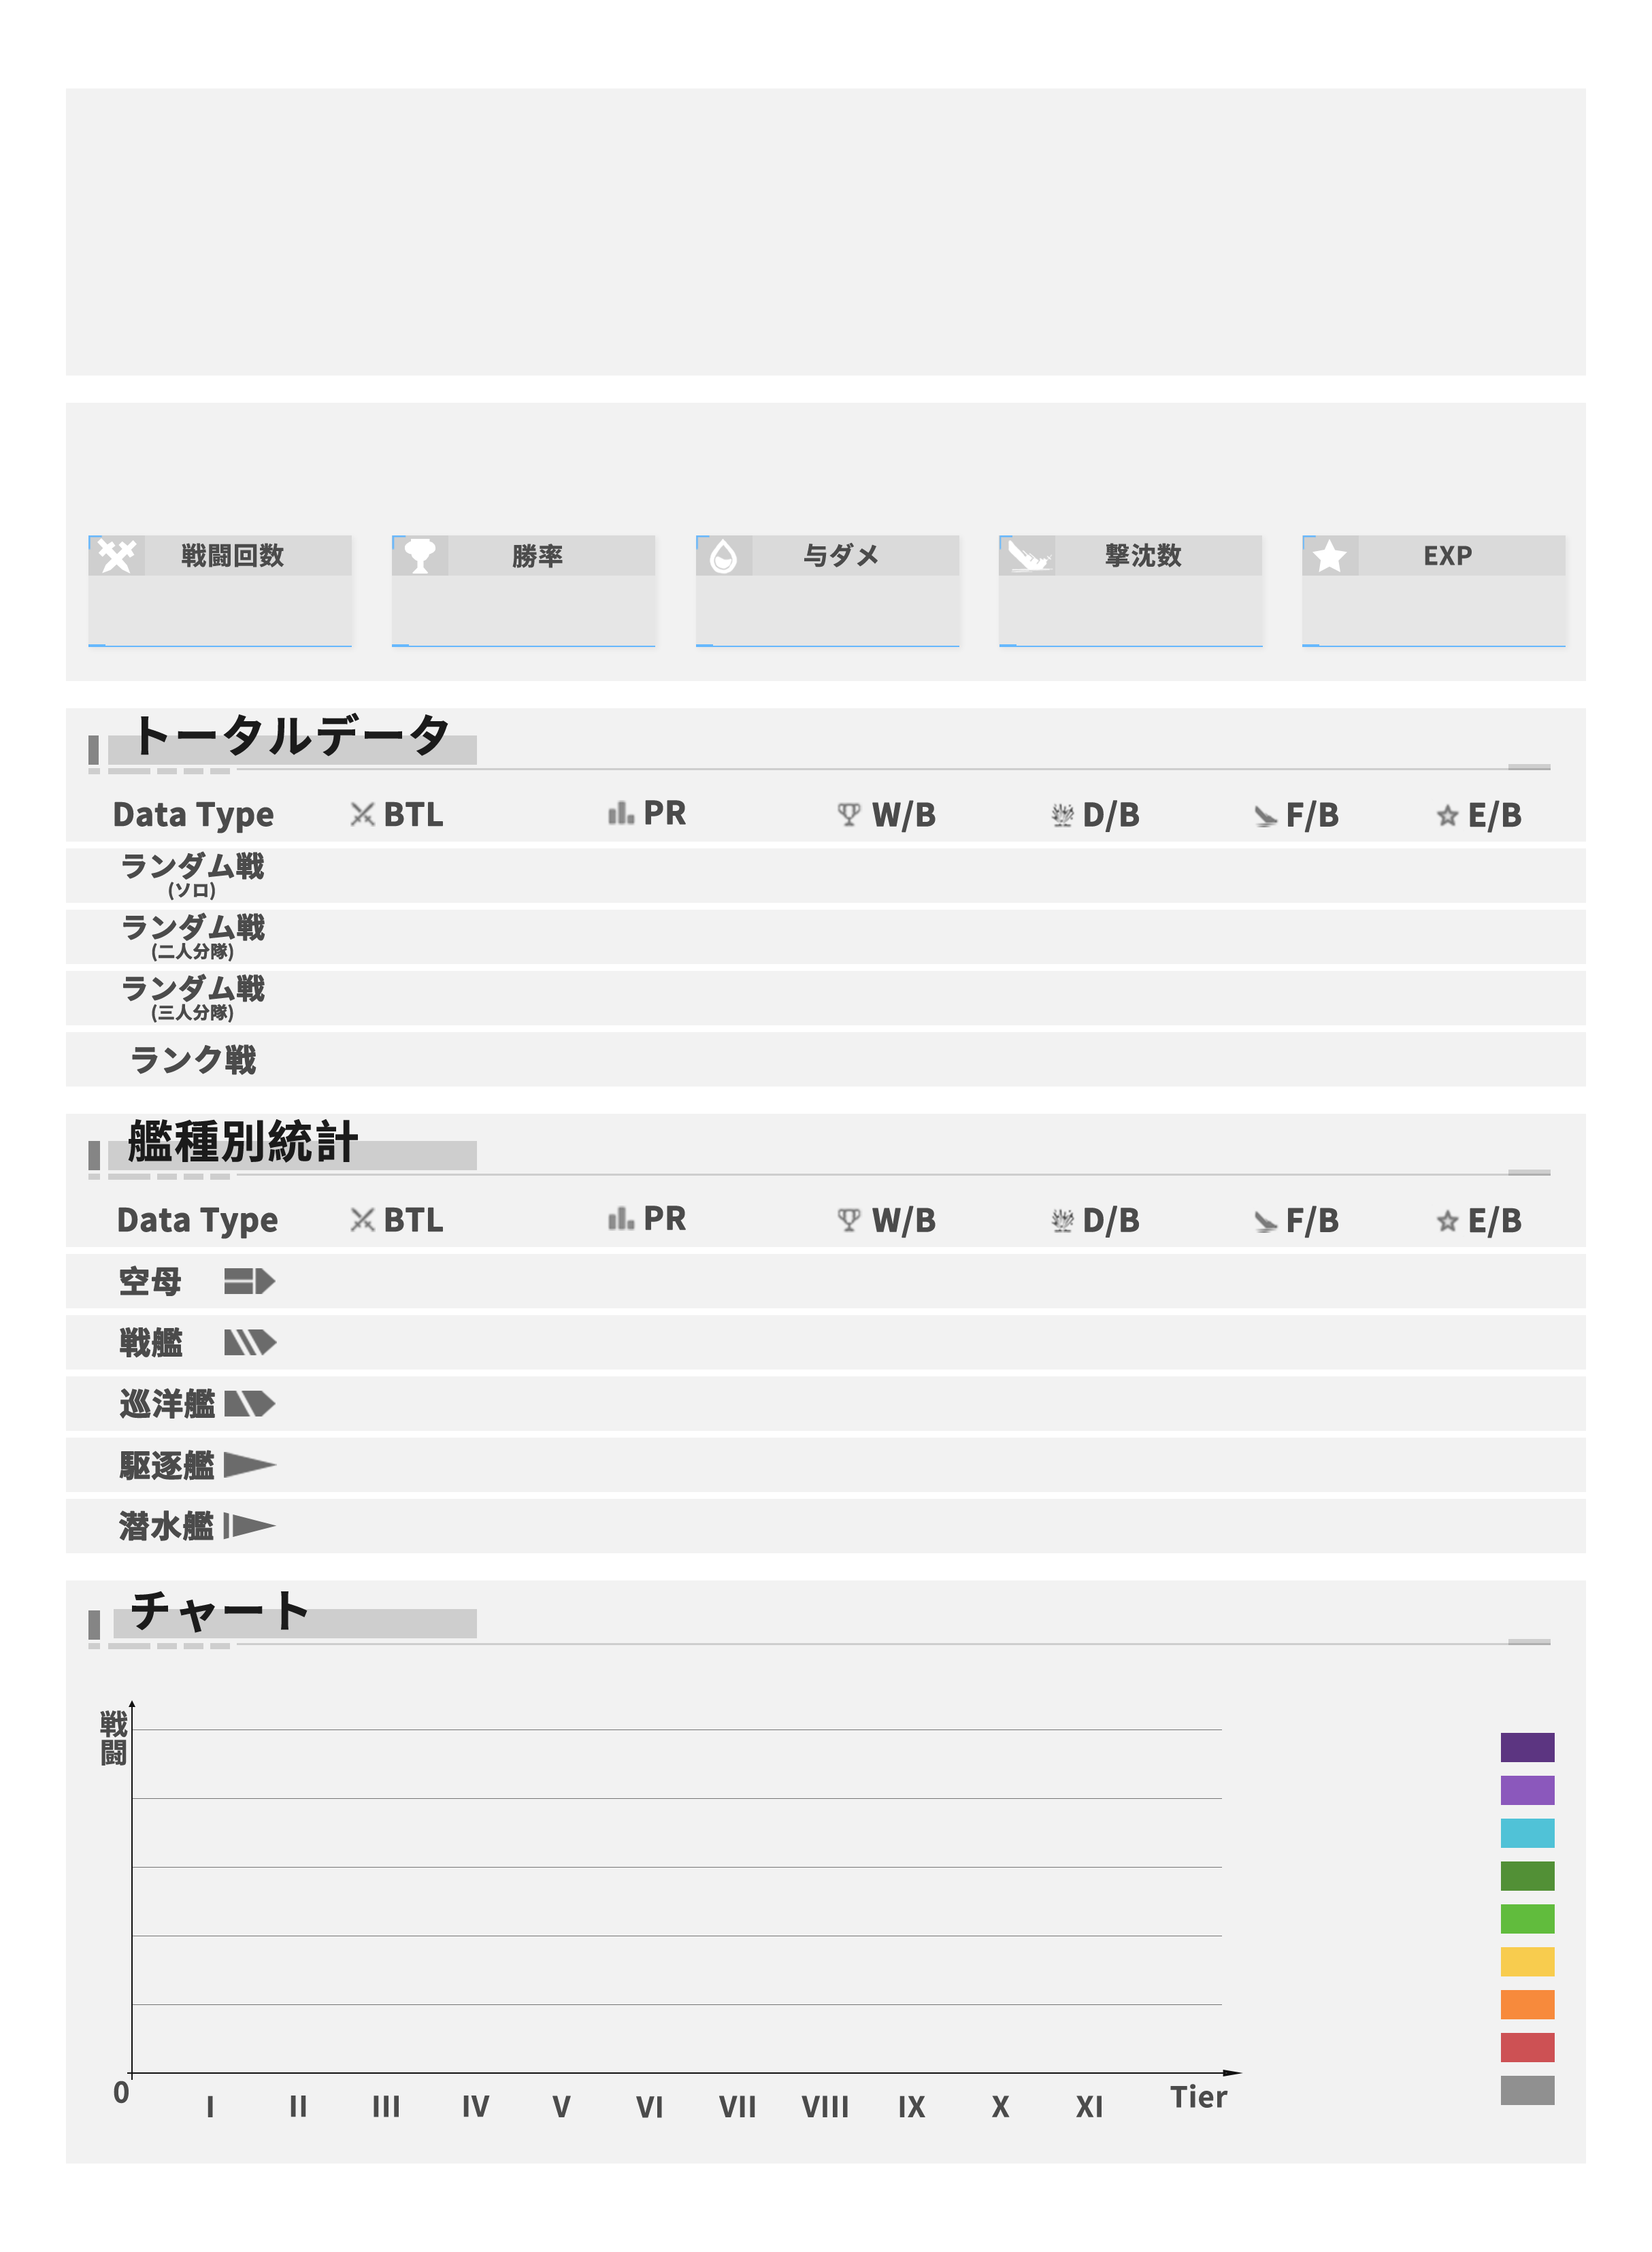 戦闘回数 勝率 与ダメ 撃沈数 EXP
トータルデータ
Data Type BTL PR W/B D/B F/B E/B
ランダム戦
(ソロ)
ランダム戦
(二人分隊)
ランダム戦
(三人分隊)
ランク戦
艦種別統計
Data Type BTL PR W/B D/B F/B E/B
空母
戦艦
巡洋艦
駆逐艦
潜水艦
チャート
戦闘
0 I II III IV V VI VII VIII IX X XI Tier